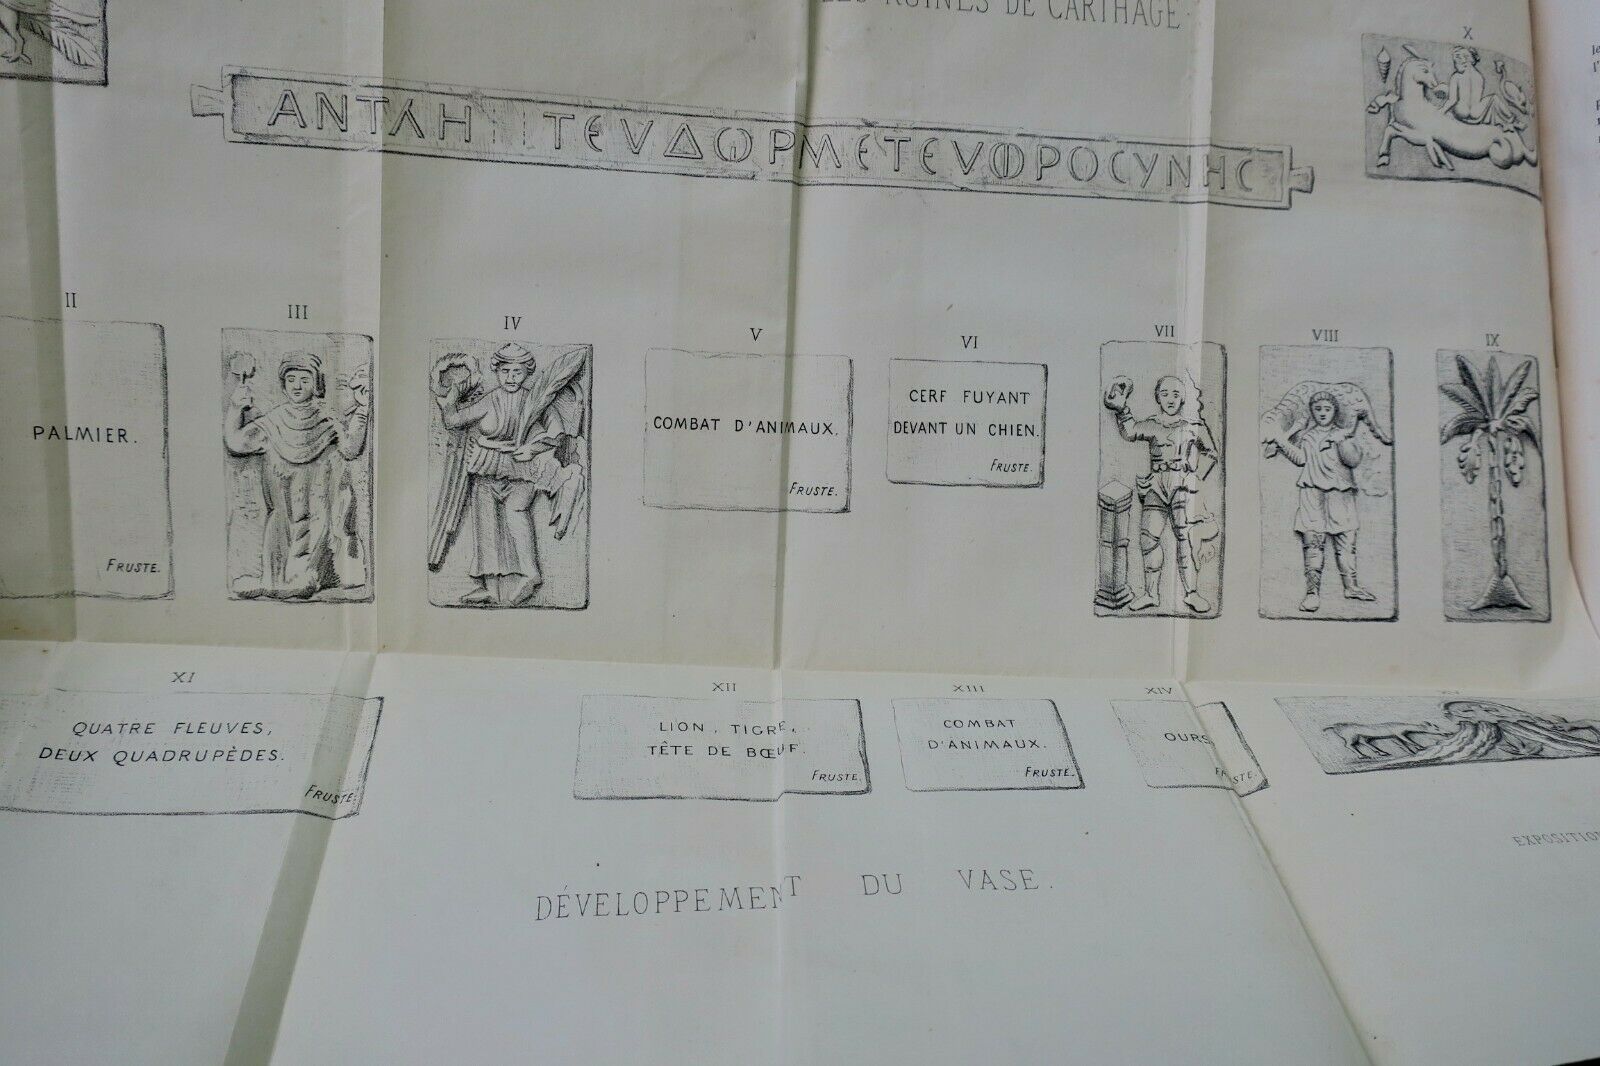 LES RUINES DE CARTHAGE.
X
ΑΝΤΛΗ ΤΕVΔΩΡΜΕΤΕVΦΡΟCΥΝΗC
II
PALMIER.
FRUSTE.
III
IV
V
COMBAT D'ANIMAUX.
FRUSTE.
VI
CERF FUYANT
DEVANT UN CHIEN.
FRUSTE.
VII
VIII
IX
XI
QUATRE FLEUVES,
DEUX QUADRUPÈDES.
FRUSTE.
XII
LION, TIGRE,
TÊTE DE BŒUF.
FRUSTE.
XIII
COMBAT
D'ANIMAUX.
FRUSTE.
XIV
OURS
FRUSTE.
EXPOSITION
DÉVELOPPEMENT DU VASE.